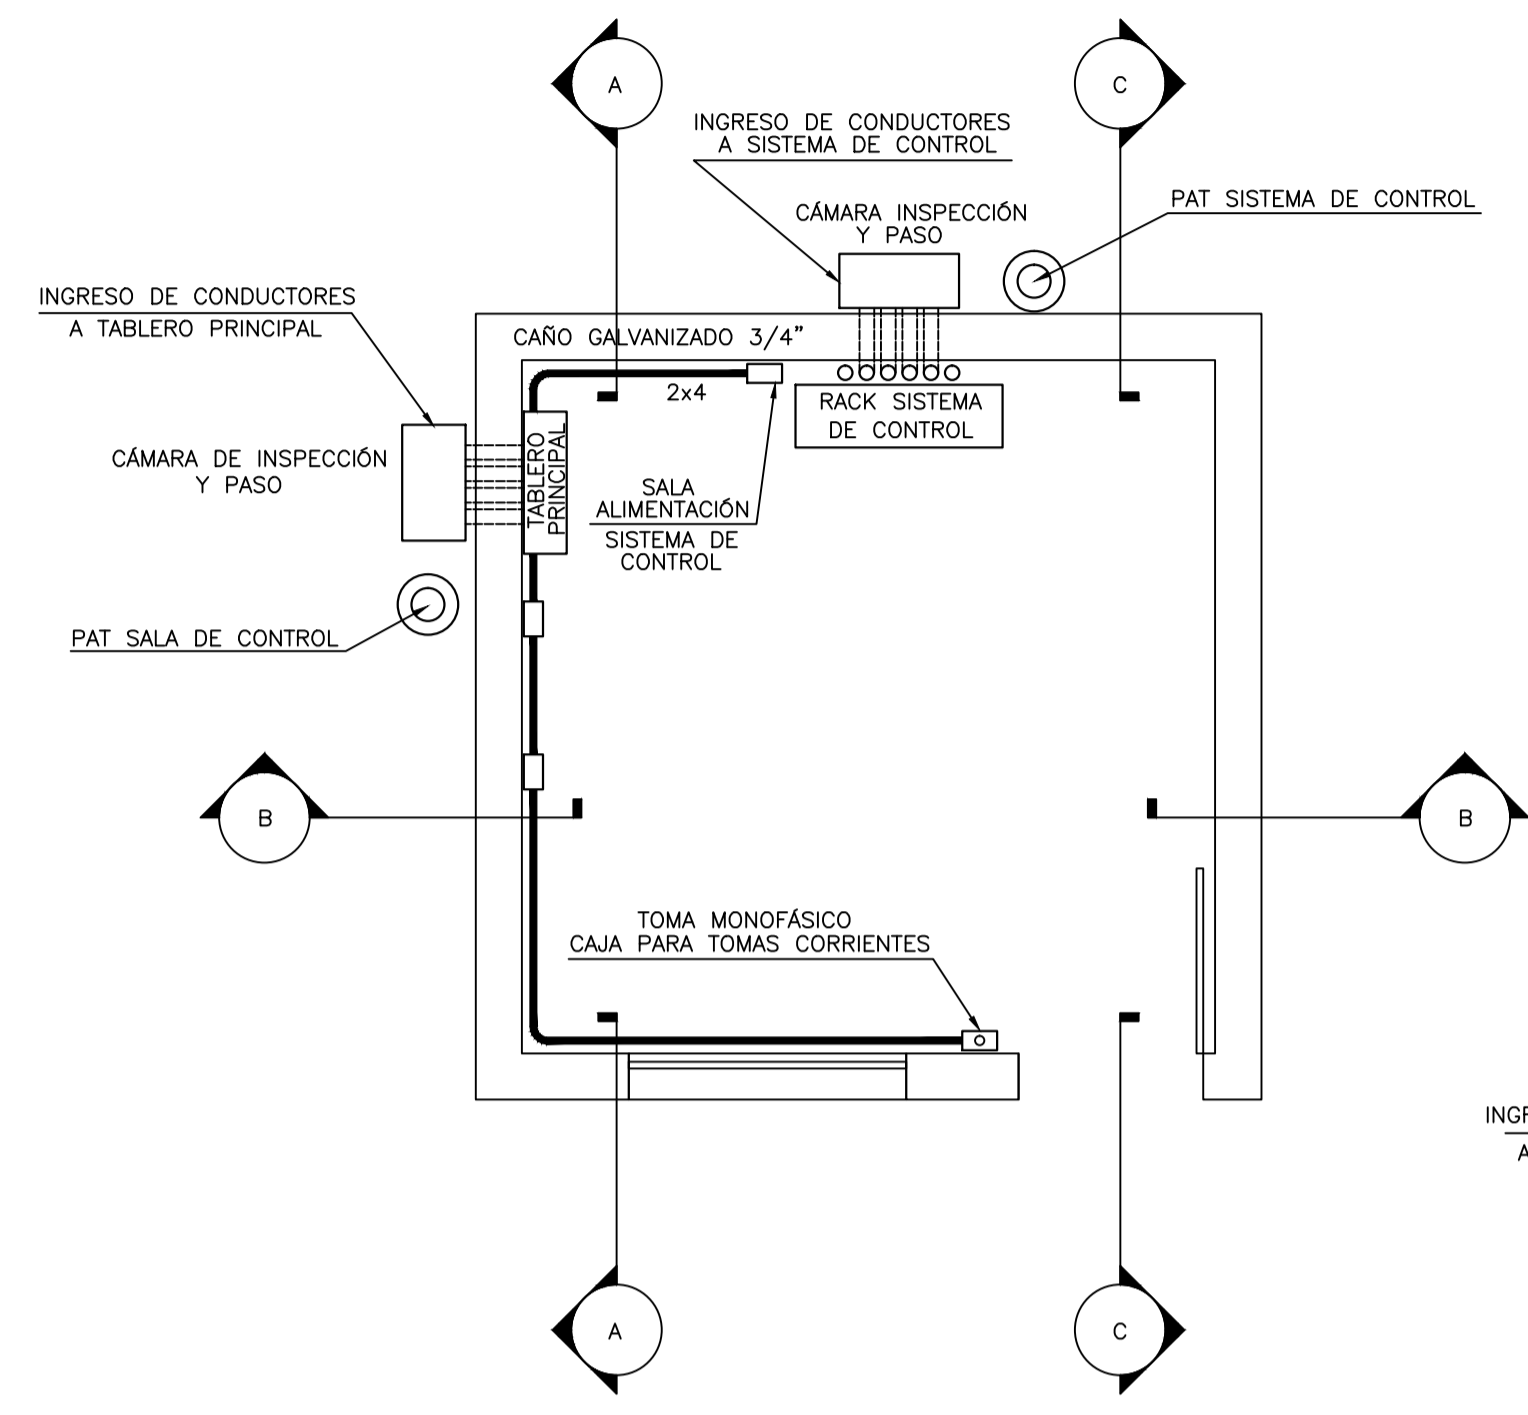 A
C
INGRESO DE CONDUCTORES
A SISTEMA DE CONTROL
PAT SISTEMA DE CONTROL
CÁMARA INSPECCIÓN
Y PASO
INGRESO DE CONDUCTORES
A TABLERO PRINCIPAL
CAÑO GALVANIZADO 3/4”
2x4
RACK SISTEMA
DE CONTROL
TABLERO
PRINCIPAL
CÁMARA DE INSPECCIÓN
Y PASO
SALA
ALIMENTACIÓN
SISTEMA DE
CONTROL
PAT SALA DE CONTROL
B
B
TOMA MONOFÁSICO
CAJA PARA TOMAS CORRIENTES
A
C